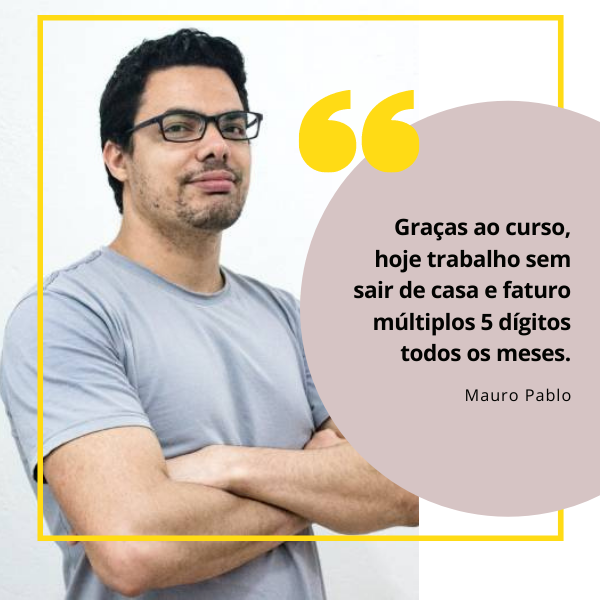 Graças ao curso,
hoje trabalho sem
sair de casa e faturo
múltiplos 5 dígitos
todos os meses.
Mauro Pablo